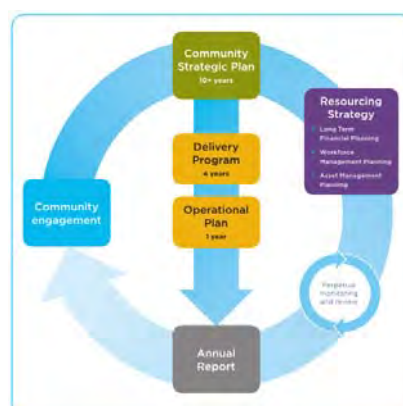 Community
Strategic Plan
10+ years
Resourcing
Strategy
Long Term
Financial Planning
Workforce
Management Planning
Asset Management
Planning
Delivery
Program
4 years
Community
engagement
Operational
Plan
1 year
Perpetual
monitoring
and review
Annual
Report